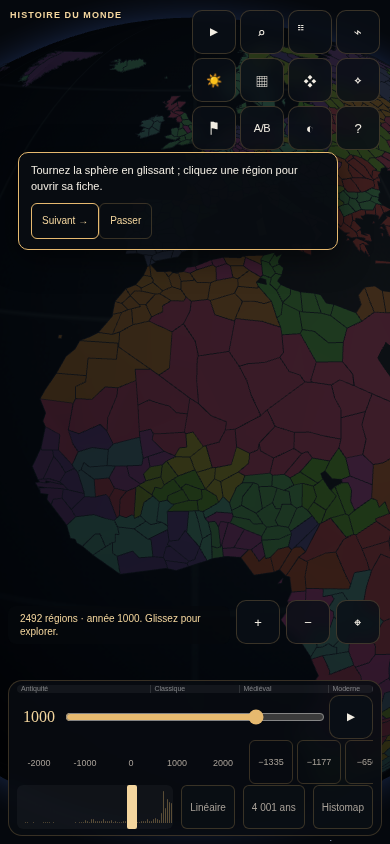 HISTOIRE DU MONDE
A/B
?
Tournez la sphère en glissant ; cliquez une région pour
ouvrir sa fiche.
Suivant →
Passer
2492 régions · année 1000. Glissez pour
explorer.
+
−
Antiquité
Classique
Médiéval
Moderne
1000
-2000
-1000
0
1000
2000
−1335
−1177
Linéaire
4 001 ans
Histomap